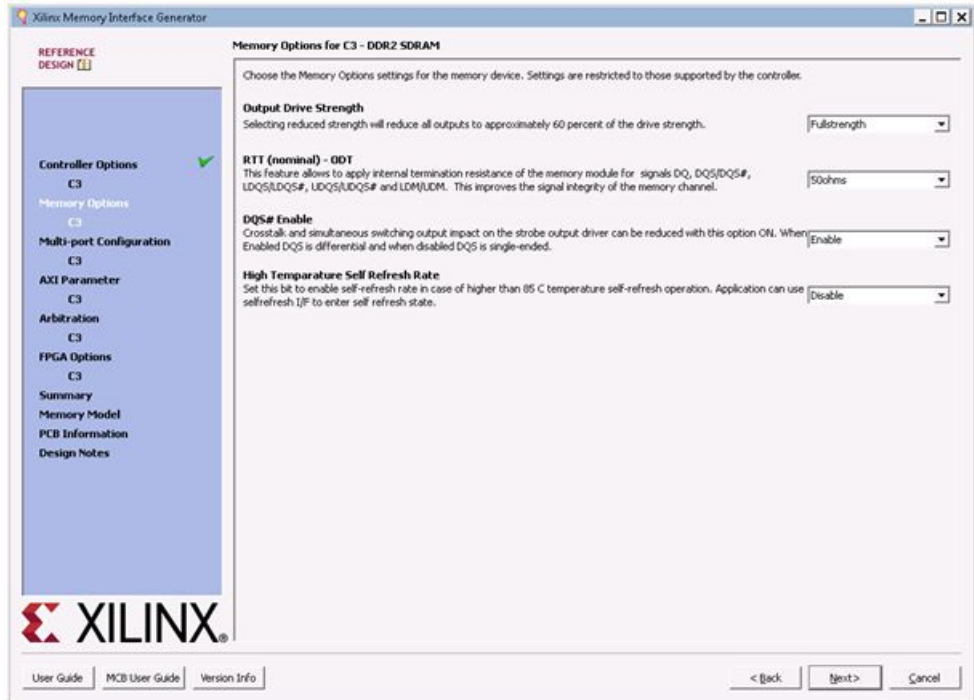 Xilinx Memory Interface Generator
REFERENCE
DESIGN
Controller Options
C3
Memory Options
C3
Multi-port Configuration
C3
AXI Parameter
C3
Arbitration
C3
FPGA Options
C3
Summary
Memory Model
PCB Information
Design Notes
XILINX®
Memory Options for C3 - DDR2 SDRAM
Choose the Memory Options settings for the memory device. Settings are restricted to those supported by the controller.
Output Drive Strength
Selecting reduced strength will reduce all outputs to approximately 60 percent of the drive strength.
Fullstrength
RTT (nominal) - ODT
This feature allows to apply internal termination resistance of the memory module for signals DQ, DQS/DQS#,
LDQS/LDQS#, UDQS/UDQS# and LDM/UDM. This improves the signal integrity of the memory channel.
50ohms
DQS# Enable
Crosstalk and simultaneous switching output impact on the strobe output driver can be reduced with this option ON. When
Enabled DQS is differential and when disabled DQS is single-ended.
Enable
High Temparature Self Refresh Rate
Set this bit to enable self-refresh rate in case of higher than 85 C temperature self-refresh operation. Application can use
selfrefresh I/F to enter self refresh state.
Disable
User Guide
MCB User Guide
Version Info
< Back
Next>
Cancel